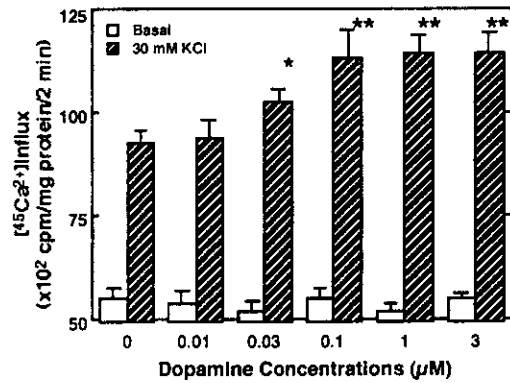 Basal
30 mM KCl
*
**
**
**
125
100
75
50
[⁴⁵Ca²⁺]Influx
(x10² cpm/mg protein/2 min)
0
0.01
0.03
0.1
1
3
Dopamine Concentrations (µM)